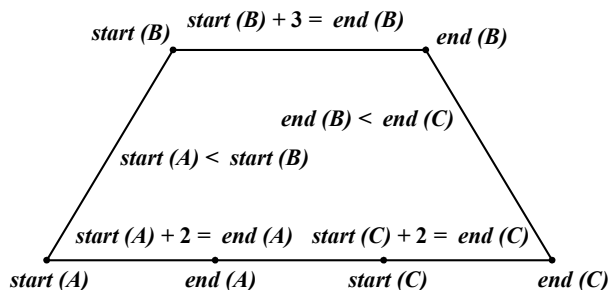 start (B) start (B) + 3 = end (B) end (B)
end (B) < end (C)
start (A) < start (B)
start (A) + 2 = end (A) start (C) + 2 = end (C)
start (A) end (A) start (C) end (C)